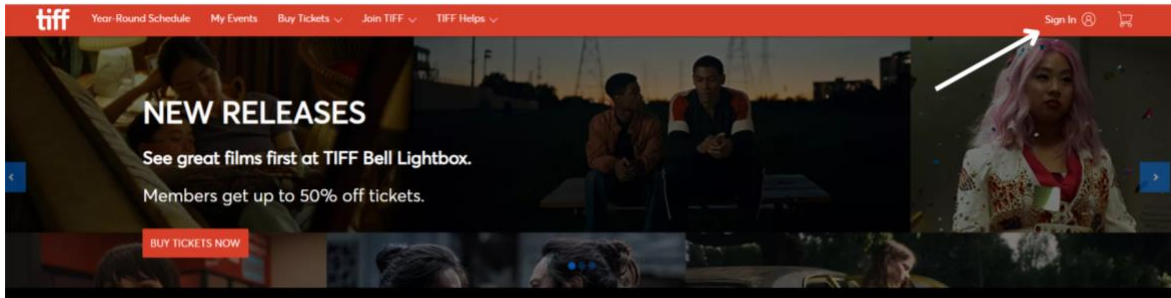 tiff Year-Round Schedule My Events Buy Tickets Join TIFF TIFF Helps Sign In
NEW RELEASES
See great films first at TIFF Bell Lightbox.
Members get up to 50% off tickets.
BUY TICKETS NOW